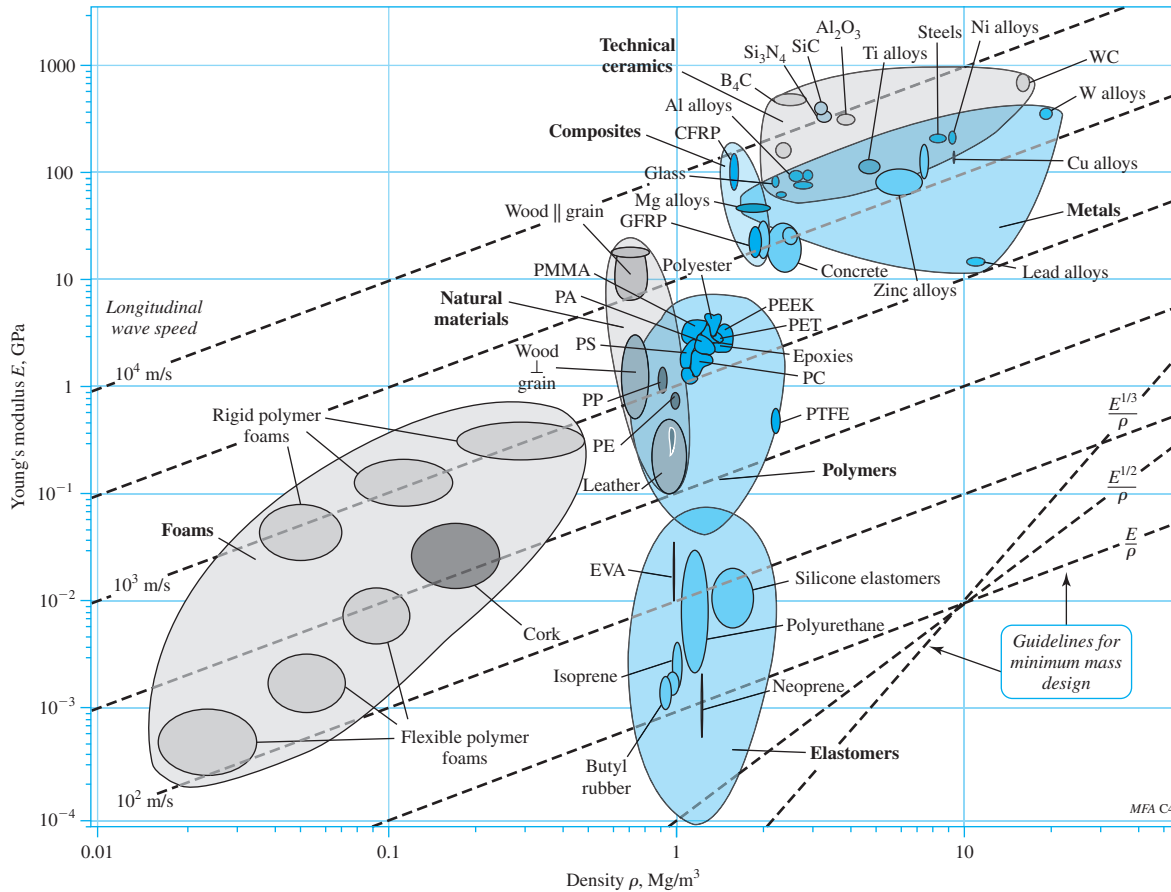 Al₂O₃
Steels
Ni alloys
SiC
Si₃N₄
Ti alloys
Technical
ceramics
WC
B₄C
W alloys
Al alloys
Composites
CFRP
Cu alloys
Glass
Mg alloys
Metals
Wood || grain
GFRP
Polyester
Concrete
Lead alloys
PMMA
Zinc alloys
Longitudinal
wave speed
Natural
materials
PA
PEEK
PET
PS
Epoxies
Wood
⊥
grain
PC
10⁴ m/s
PP
PTFE
Rigid polymer
foams
PE
Polymers
Leather
E^1/3
ρ
E^1/2
ρ
E
ρ
Foams
10³ m/s
EVA
Silicone elastomers
Cork
Polyurethane
Guidelines for
minimum mass
design
Isoprene
Neoprene
Flexible polymer
foams
Elastomers
Butyl
rubber
10² m/s
MFA C4
Young's modulus E, GPa
1000
100
10
1
10⁻¹
10⁻²
10⁻³
10⁻⁴
0.01
0.1
1
10
Density ρ, Mg/m³